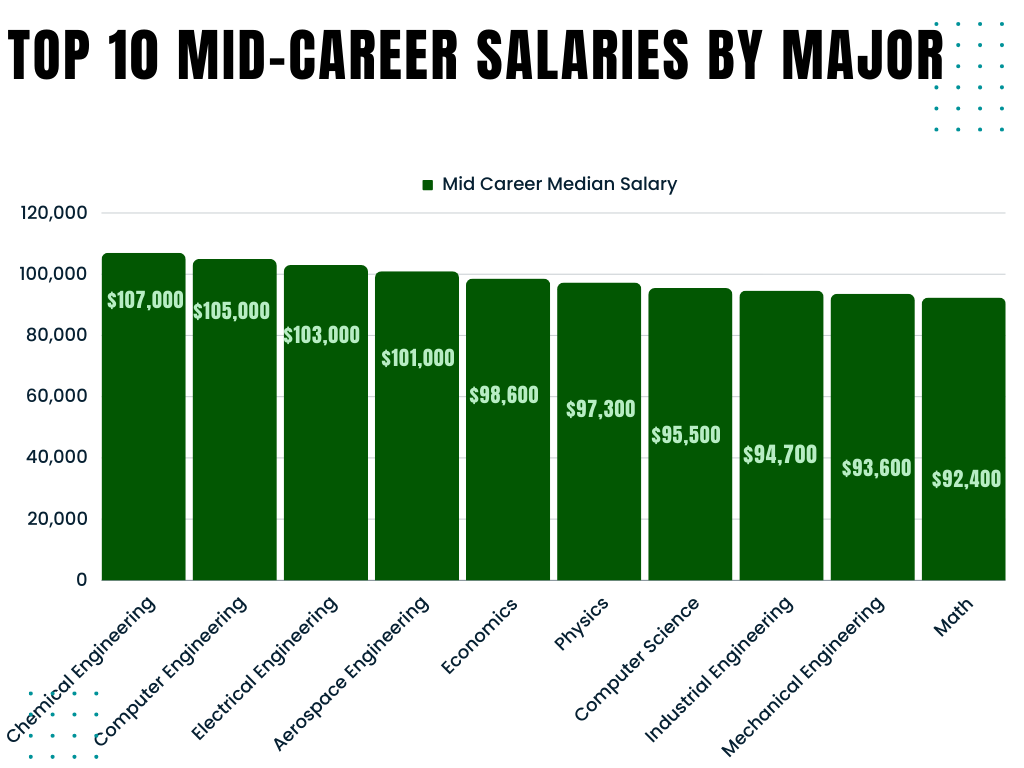 TOP 10 MID-CAREER SALARIES BY MAJOR
Mid Career Median Salary
120,000
100,000
80,000
60,000
40,000
20,000
0
$107,000
$105,000
$103,000
$101,000
$98,600
$97,300
$95,500
$94,700
$93,600
$92,400
Chemical Engineering
Computer Engineering
Electrical Engineering
Aerospace Engineering
Economics
Physics
Computer Science
Industrial Engineering
Mechanical Engineering
Math